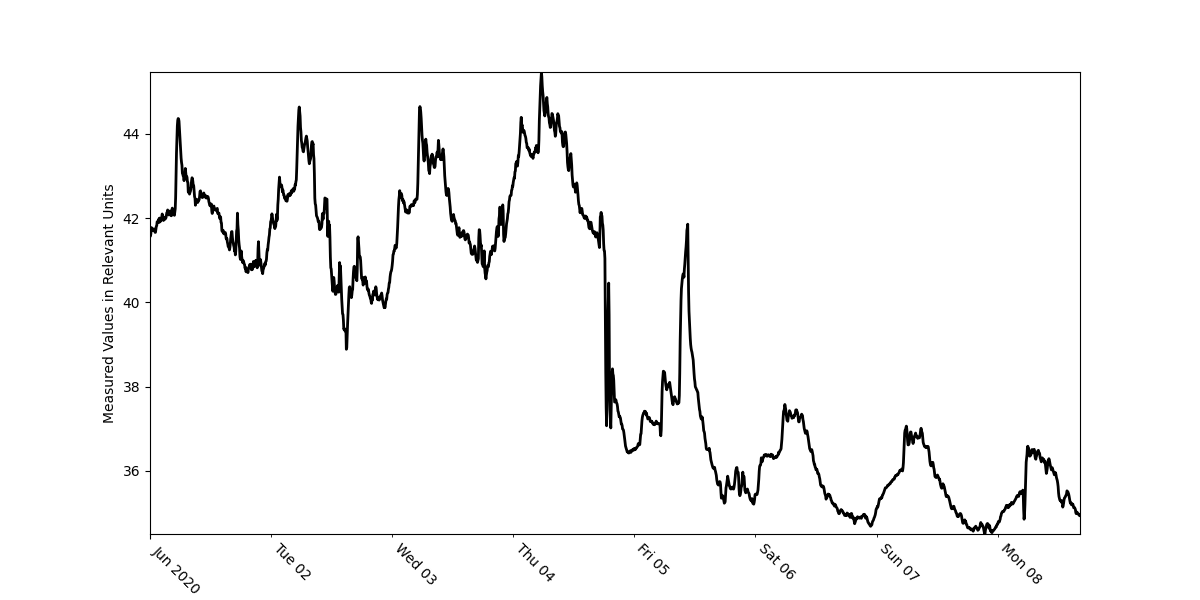 Measured Values in Relevant Units
44
42
40
38
36
Jun 2020
Tue 02
Wed 03
Thu 04
Fri 05
Sat 06
Sun 07
Mon 08